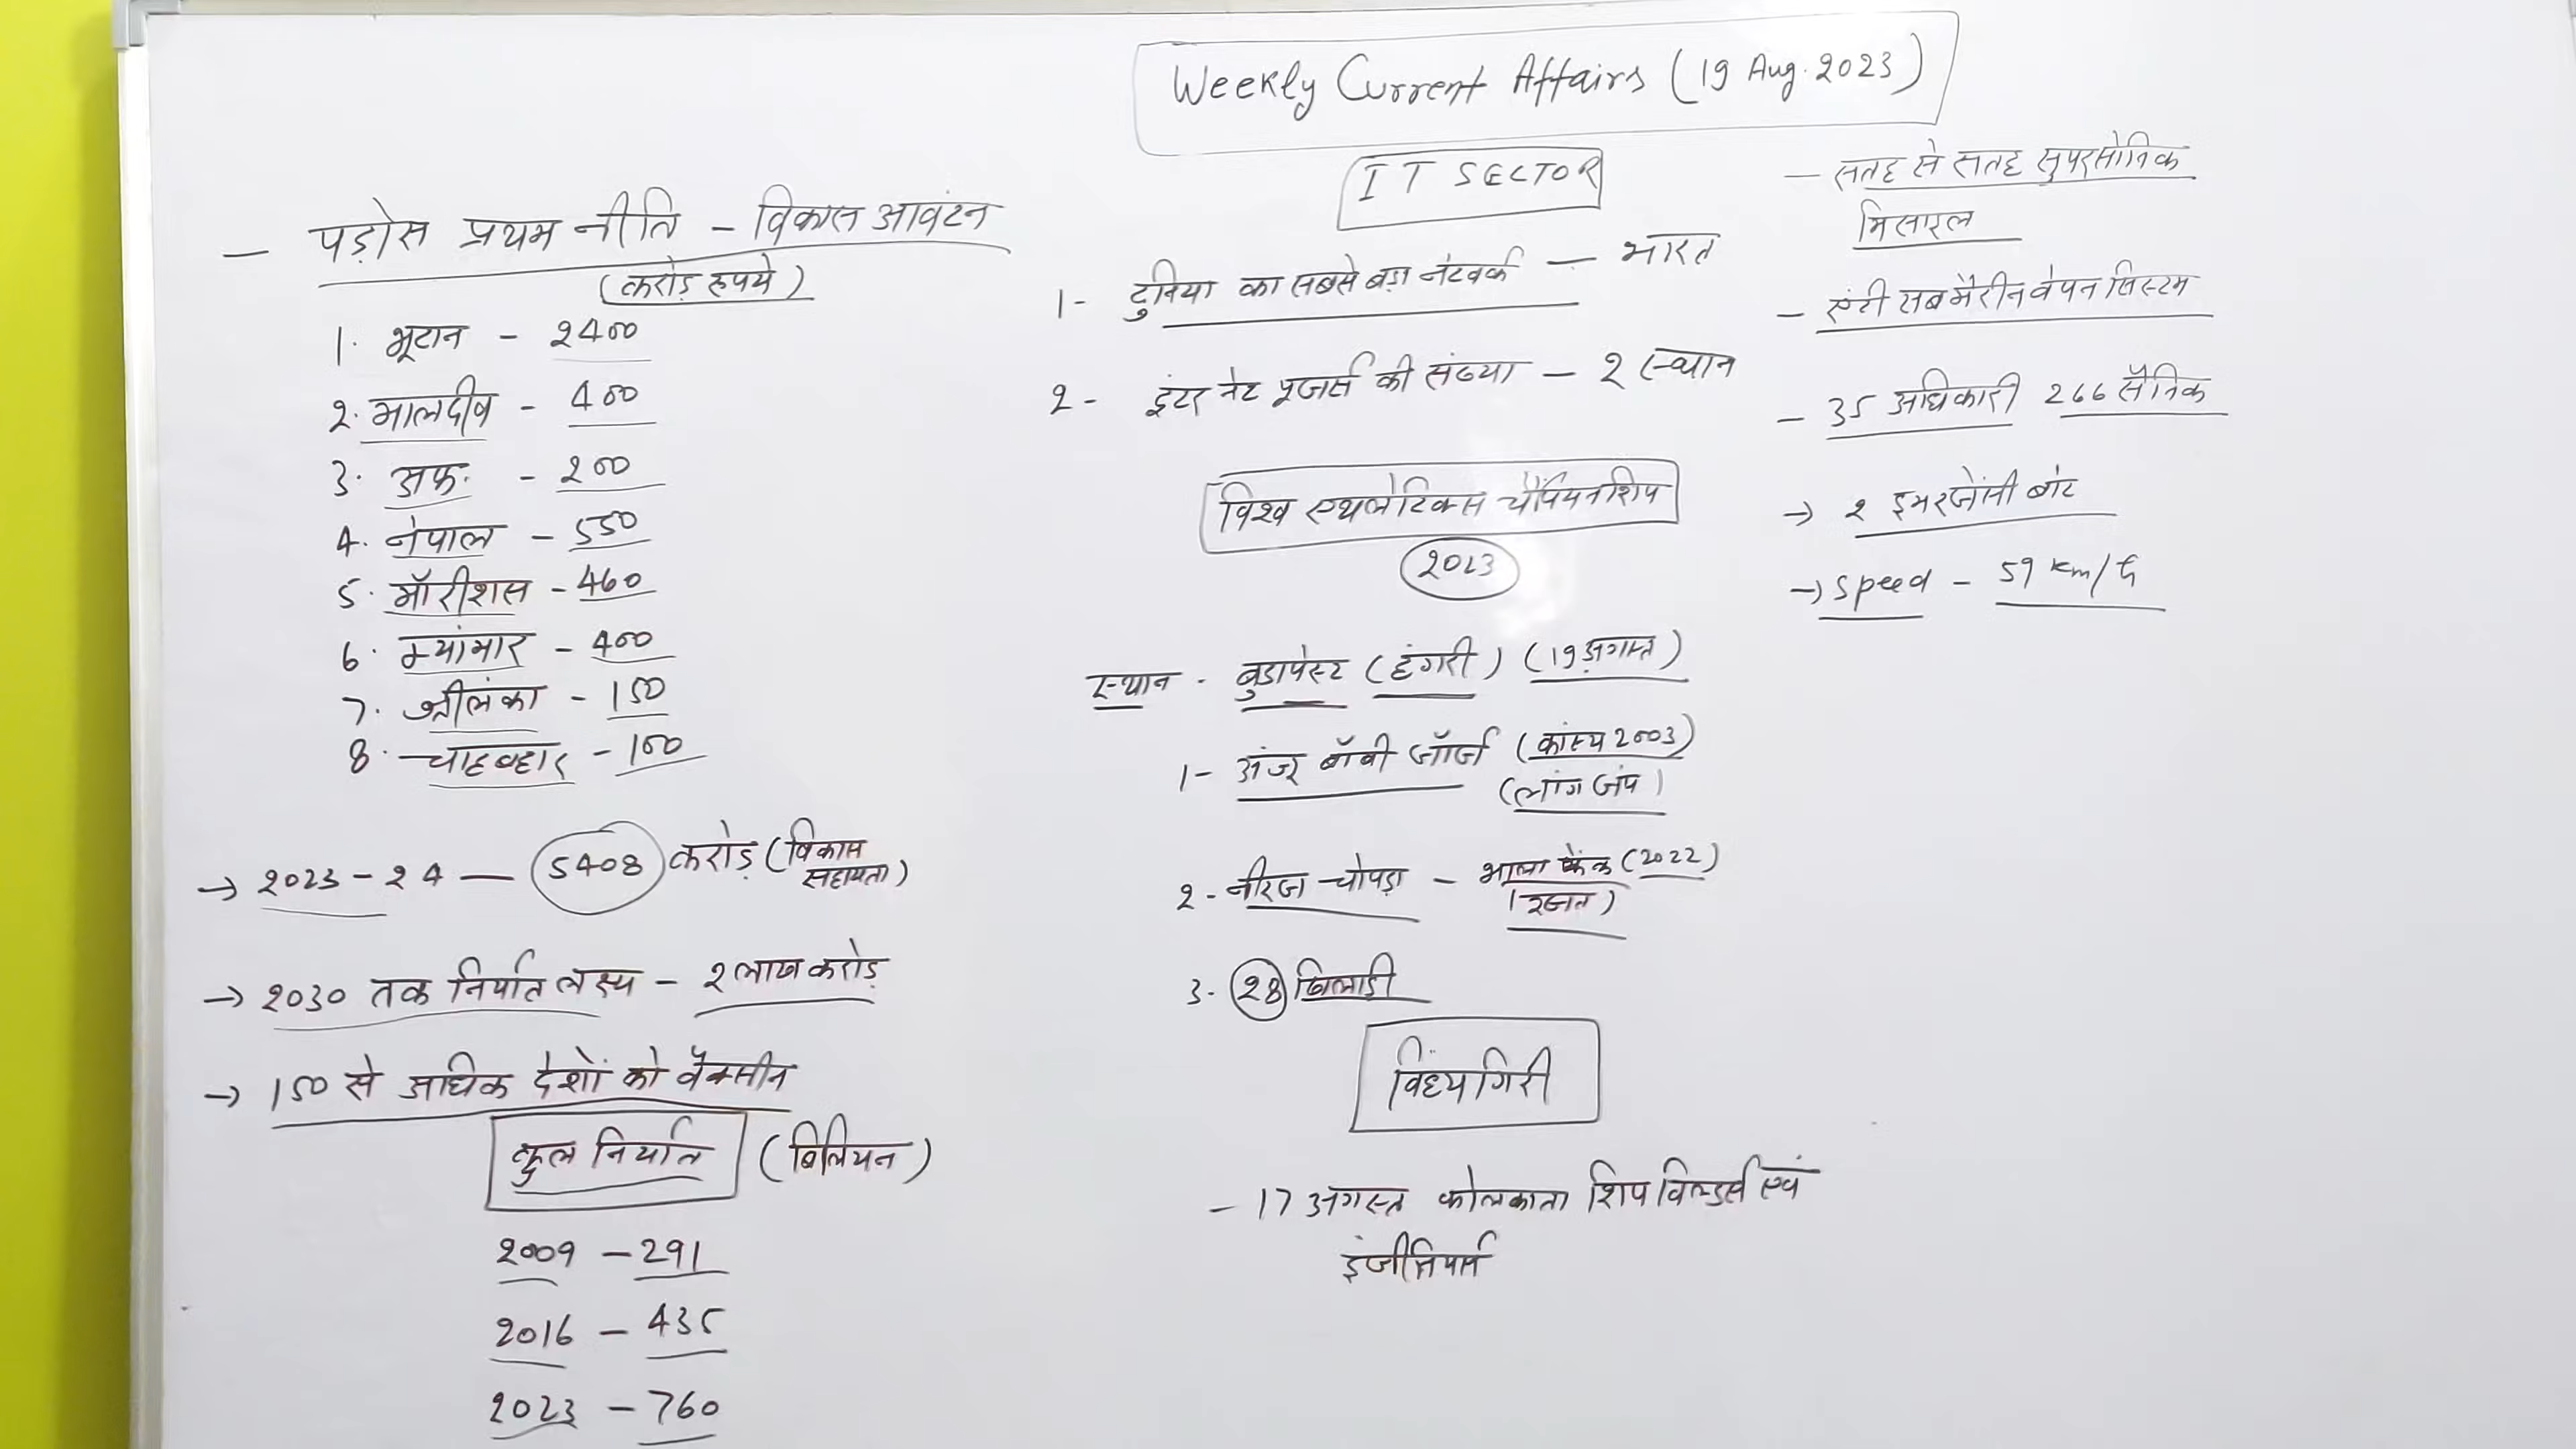 Weekly Current Affairs (19 Aug. 2023)
— पड़ोस प्रथम नीति – विकास आवंटन
(करोड़ रुपये)
1. भूटान - 2400
2. मालदीव - 400
3. अफ. - 200
4. नेपाल - 550
5. मॉरीशस - 460
6. म्यांमार - 400
7. श्रीलंका - 150
8. चाहव्हार - 100
→ 2023-24 — 5408 करोड़ (विकास
सहायता)
→ 2030 तक निर्यात लक्ष्य – 2 लाख करोड़
→ 150 से अधिक देशों को वैक्सीन
कुल निर्यात (बिलियन)
2009 – 291
2016 – 435
2023 – 760
IT SECTOR
1- दुनिया का सबसे बड़ा नेटवर्क — भारत
2- इंटरनेट यूजर्स की संख्या — 2 स्थान
विश्व एथलेटिक्स चैंपियनशिप
2023
स्थान - बुडापेस्ट (हंगरी) (19 अगस्त)
1- अंजू बॉबी जॉर्ज (कांस्य 2003)
(लांग जंप)
2- नीरज चोपड़ा – भाला फेंक (2022)
(रजत)
3- 28 खिलाड़ी
विंध्यगिरी
- 17 अगस्त कोलकाता शिप बिल्डर्स एवं
इंजीनियर्स
— सतह से सतह सुपरसोनिक
मिसाइल
- एंटी सबमैरीन वेपन सिस्टम
- 35 अधिकारी 266 सैनिक
→ 2 इमरजेंसी बोट
→ speed - 59 km/h